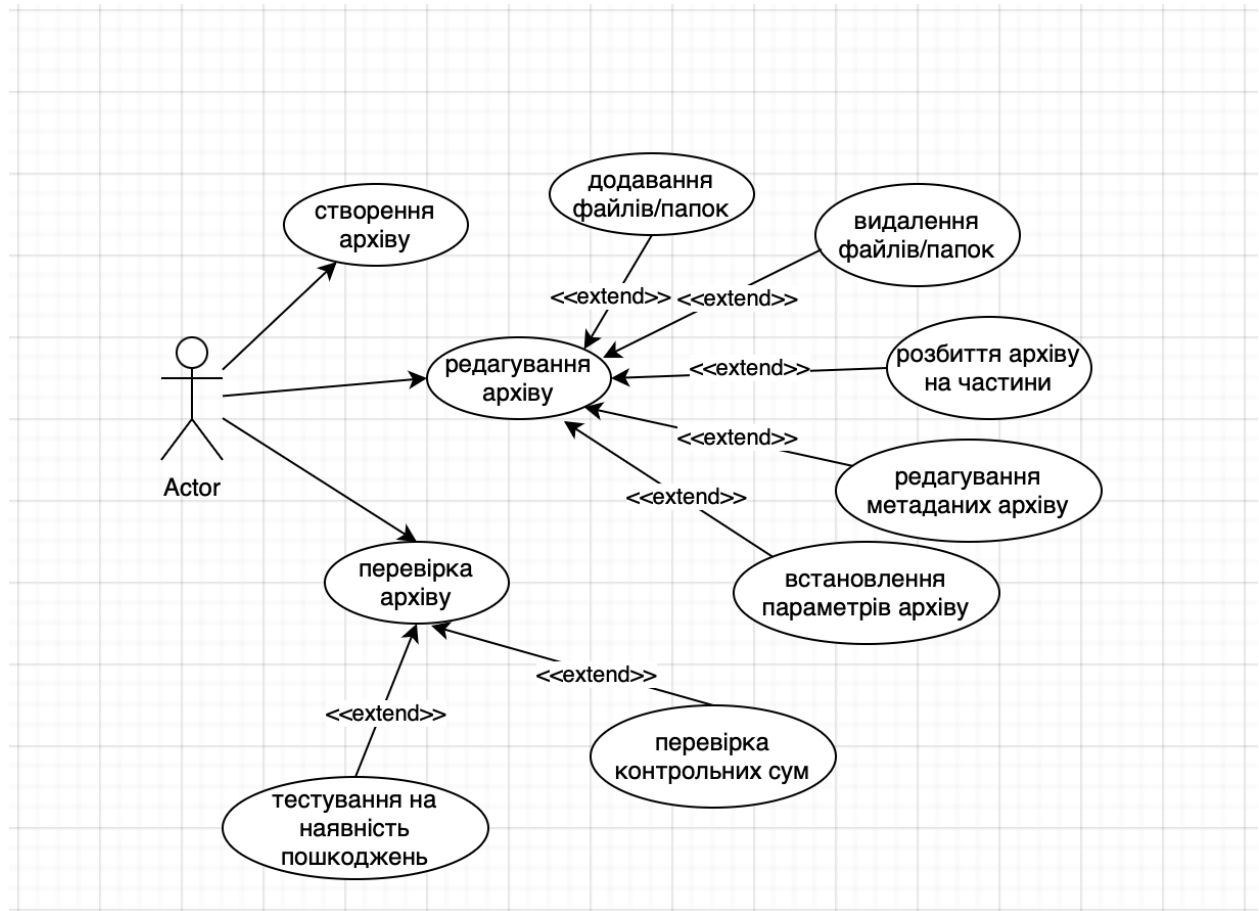 додавання
файлів/папок
створення
архіву
видалення
файлів/папок
<<extend>>
<<extend>>
редагування
архіву
<<extend>>
розбиття архіву
на частини
<<extend>>
редагування
метаданих архіву
Actor
<<extend>>
перевірка
архіву
встановлення
параметрів архіву
<<extend>>
<<extend>>
перевірка
контрольних сум
тестування на
наявність
пошкоджень